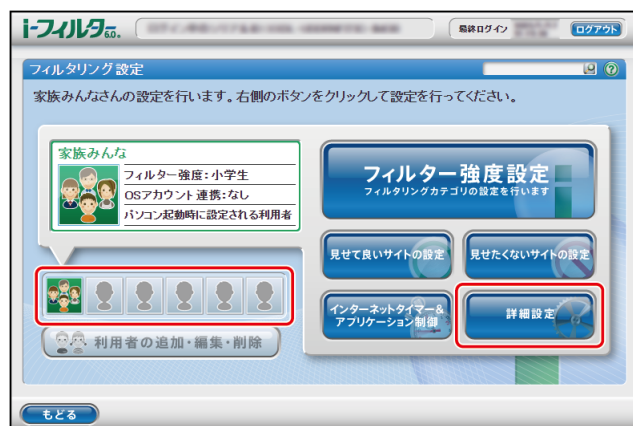 i-フィルター6.0.
最終ログイン
ログアウト
フィルタリング設定
家族みんなさんの設定を行います。右側のボタンをクリックして設定を行ってください。
家族みんな
フィルター強度：小学生
OSアカウント連携：なし
パソコン起動時に設定される利用者
利用者の追加・編集・削除
フィルター強度設定
フィルタリングカテゴリの設定を行います
見せて良いサイトの設定
見せたくないサイトの設定
インターネットタイマー＆
アプリケーション制御
詳細設定
もどる